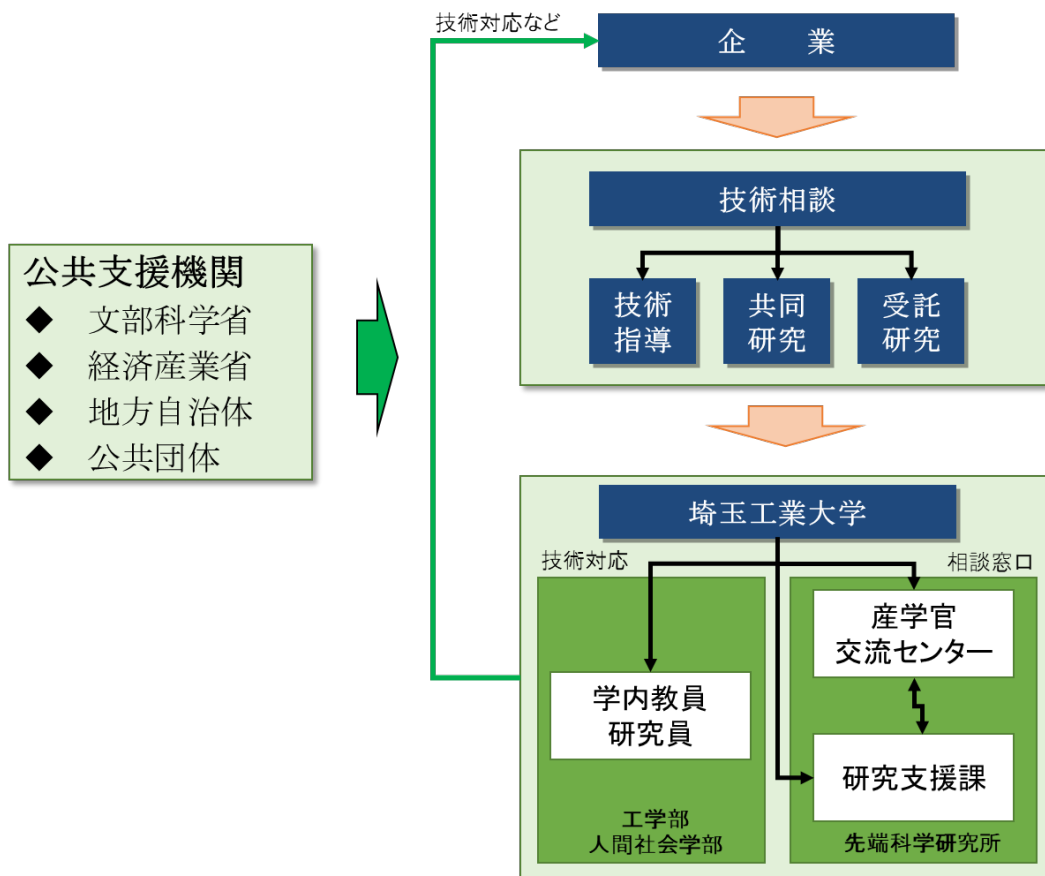 技術対応など
企　　業
技術相談
技術
指導
共同
研究
受託
研究
公共支援機関
◆　文部科学省
◆　経済産業省
◆　地方自治体
◆　公共団体
埼玉工業大学
技術対応
相談窓口
学内教員
研究員
工学部
人間社会学部
産学官
交流センター
研究支援課
先端科学研究所